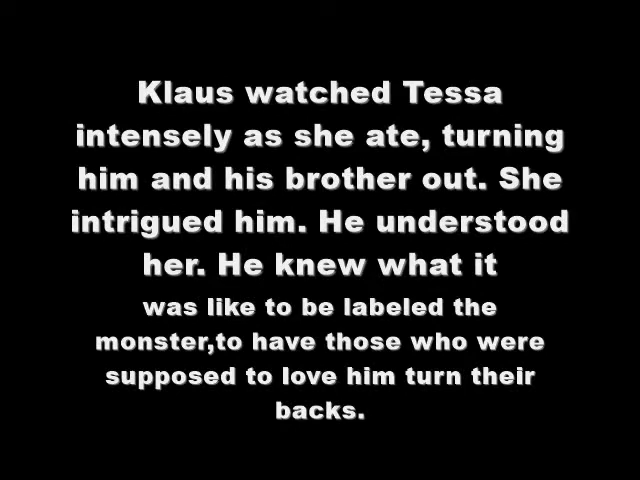 Klaus watched Tessa
intensely as she ate, turning
him and his brother out. She
intrigued him. He understood
her. He knew what it
was like to be labeled the
monster,to have those who were
supposed to love him turn their
backs.